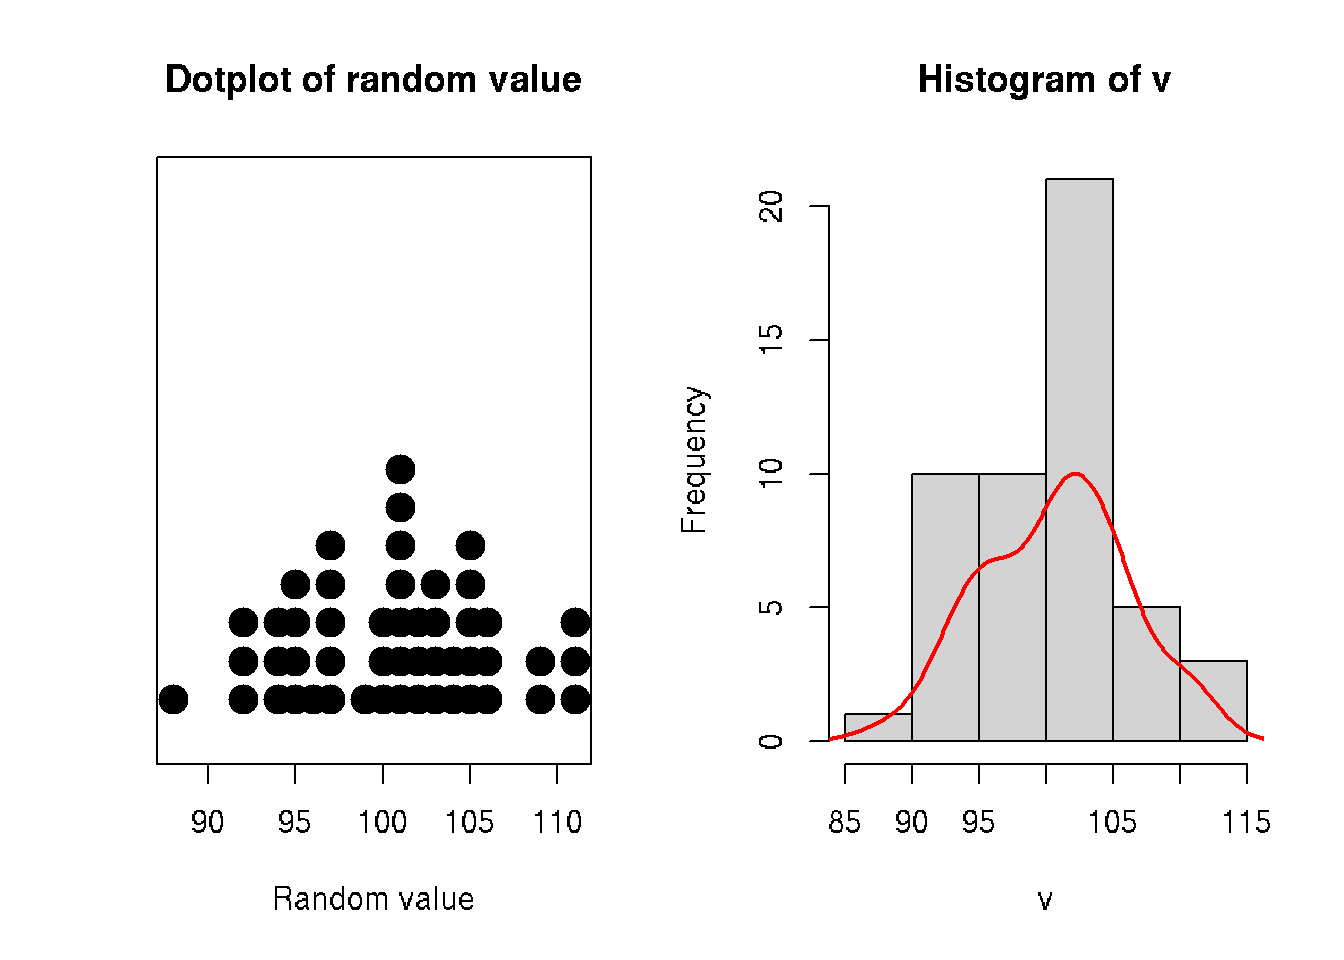 Dotplot of random value
90 95 100 105 110
Random value
Histogram of v
20
15
10
5
0
Frequency
85 90 95 105 115
v